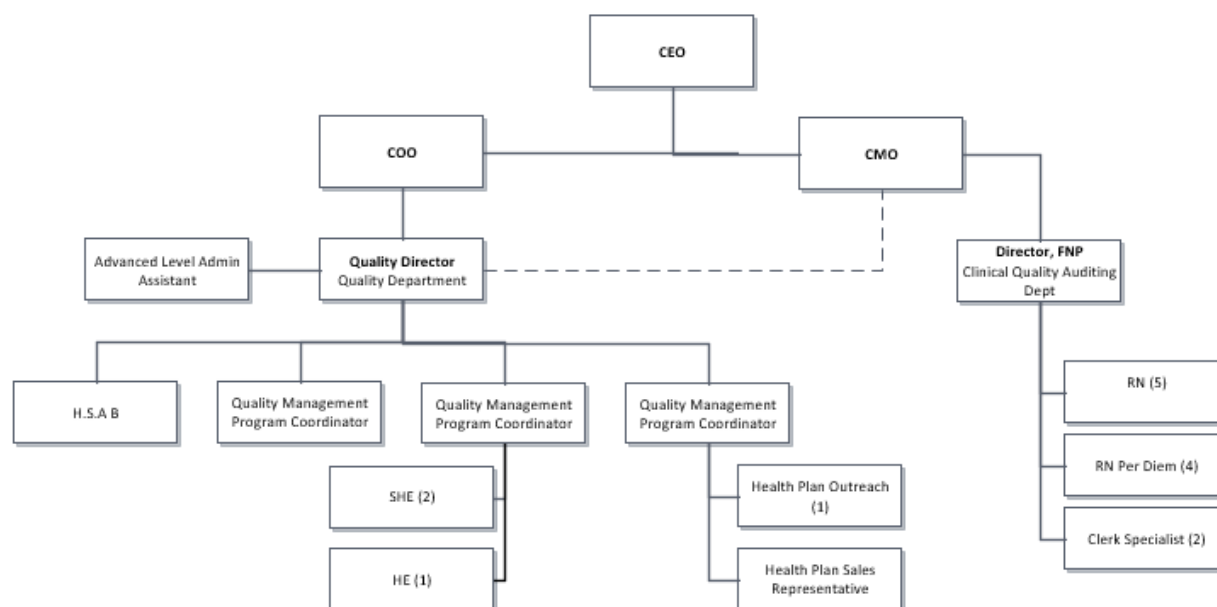 CEO
COO
CMO
Advanced Level Admin
Assistant
Quality Director
Quality Department
Director, FNP
Clinical Quality Auditing
Dept
H.S.A B
Quality Management
Program Coordinator
Quality Management
Program Coordinator
Quality Management
Program Coordinator
SHE (2)
HE (1)
Health Plan Outreach
(1)
Health Plan Sales
Representative
RN (5)
RN Per Diem (4)
Clerk Specialist (2)